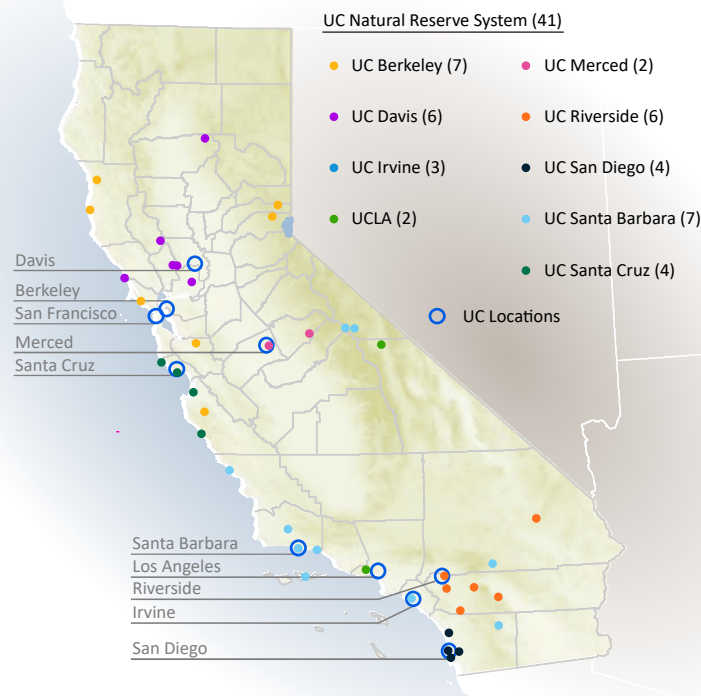 UC Natural Reserve System (41)
UC Berkeley (7)
UC Merced (2)
UC Davis (6)
UC Riverside (6)
UC Irvine (3)
UC San Diego (4)
UCLA (2)
UC Santa Barbara (7)
UC Santa Cruz (4)
UC Locations
Davis
Berkeley
San Francisco
Merced
Santa Cruz
Santa Barbara
Los Angeles
Riverside
Irvine
San Diego